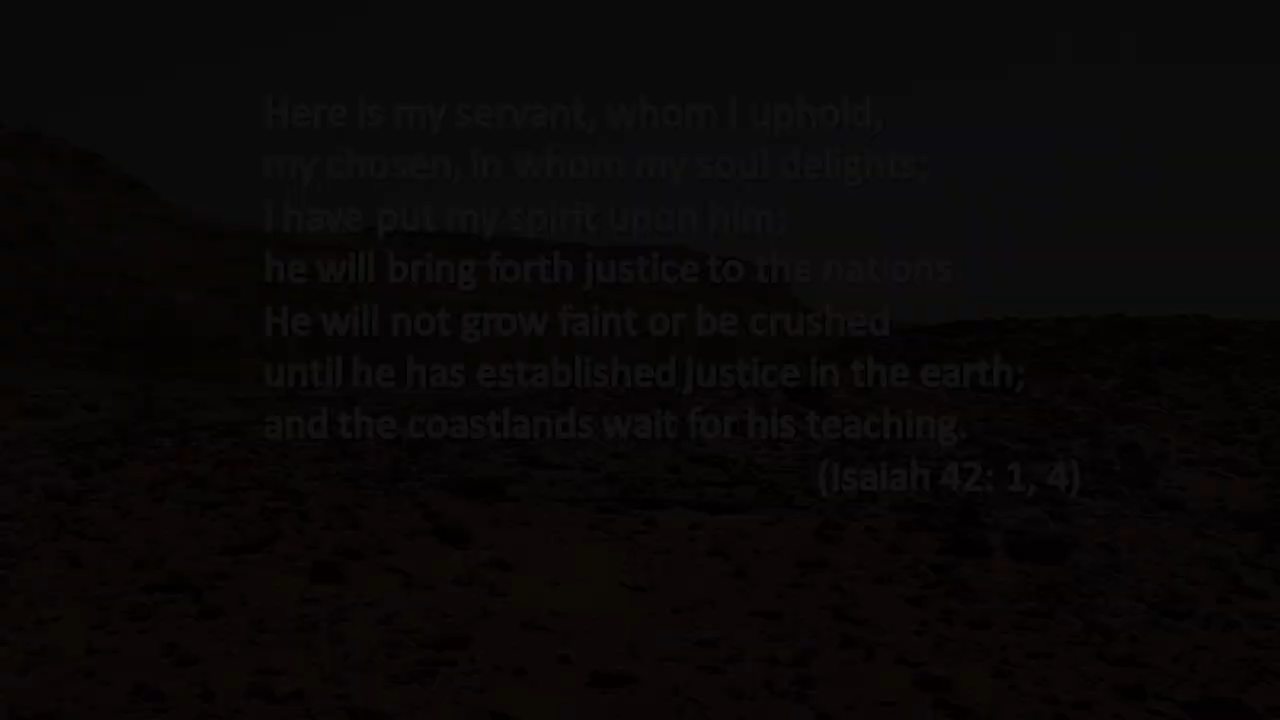 Here is my servant, whom I uphold,
my chosen, in whom my soul delights;
I have put my spirit upon him;
he will bring forth justice to the nations
He will not grow faint or be crushed
until he has established justice in the earth;
and the coastlands wait for his teaching.
(Isaiah 42: 1, 4)